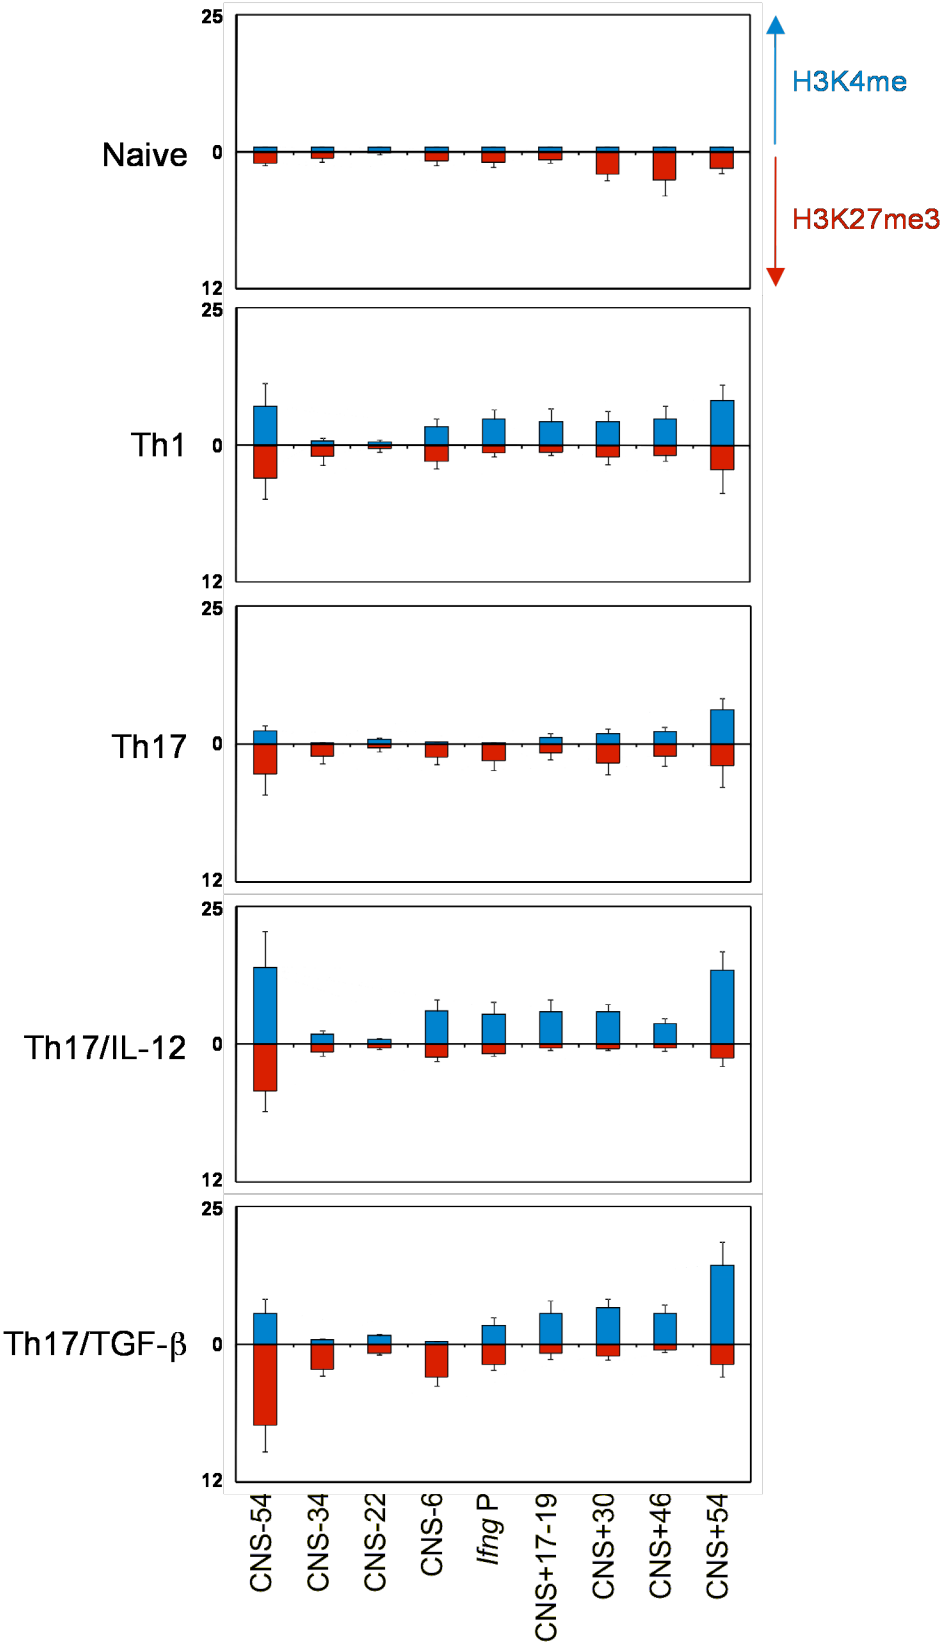 25
H3K4me
Naive
0
H3K27me3
12
25
Th1
0
12
25
Th17
0
12
25
Th17/IL-12
0
12
25
Th17/TGF-β
0
12
CNS-54
CNS-34
CNS-22
CNS-6
Ifng P
CNS+17-19
CNS+30
CNS+46
CNS+54